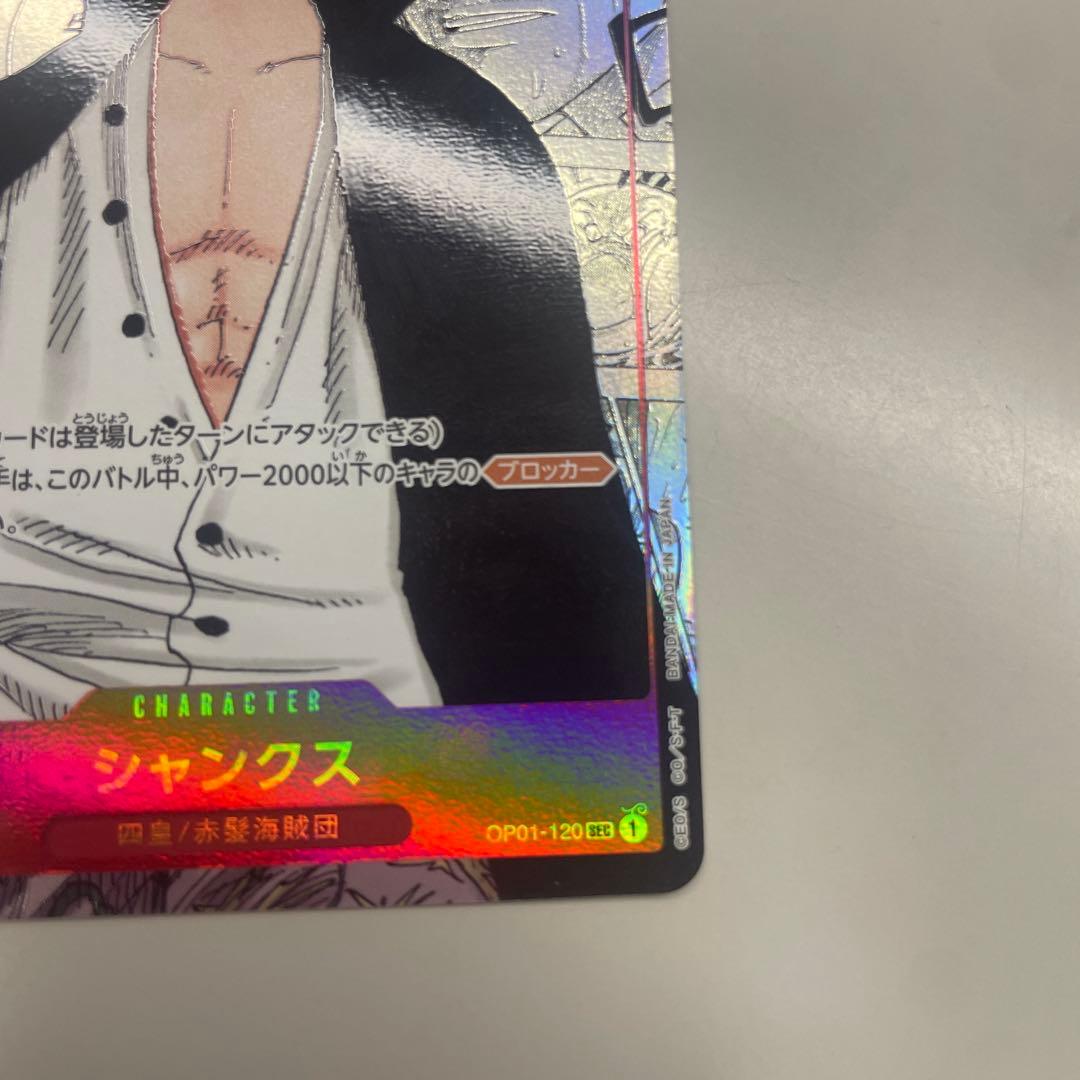 ードは登場したターンにアタックできる)
は、このバトル中、パワー2000以下のキャラの ブロッカー
い。
CHARACTER
シャンクス
四皇/赤髪海賊団
OP01-120 SEC 1
©EO/S ©O./S・F・T BANDAI・MADE IN JAPAN